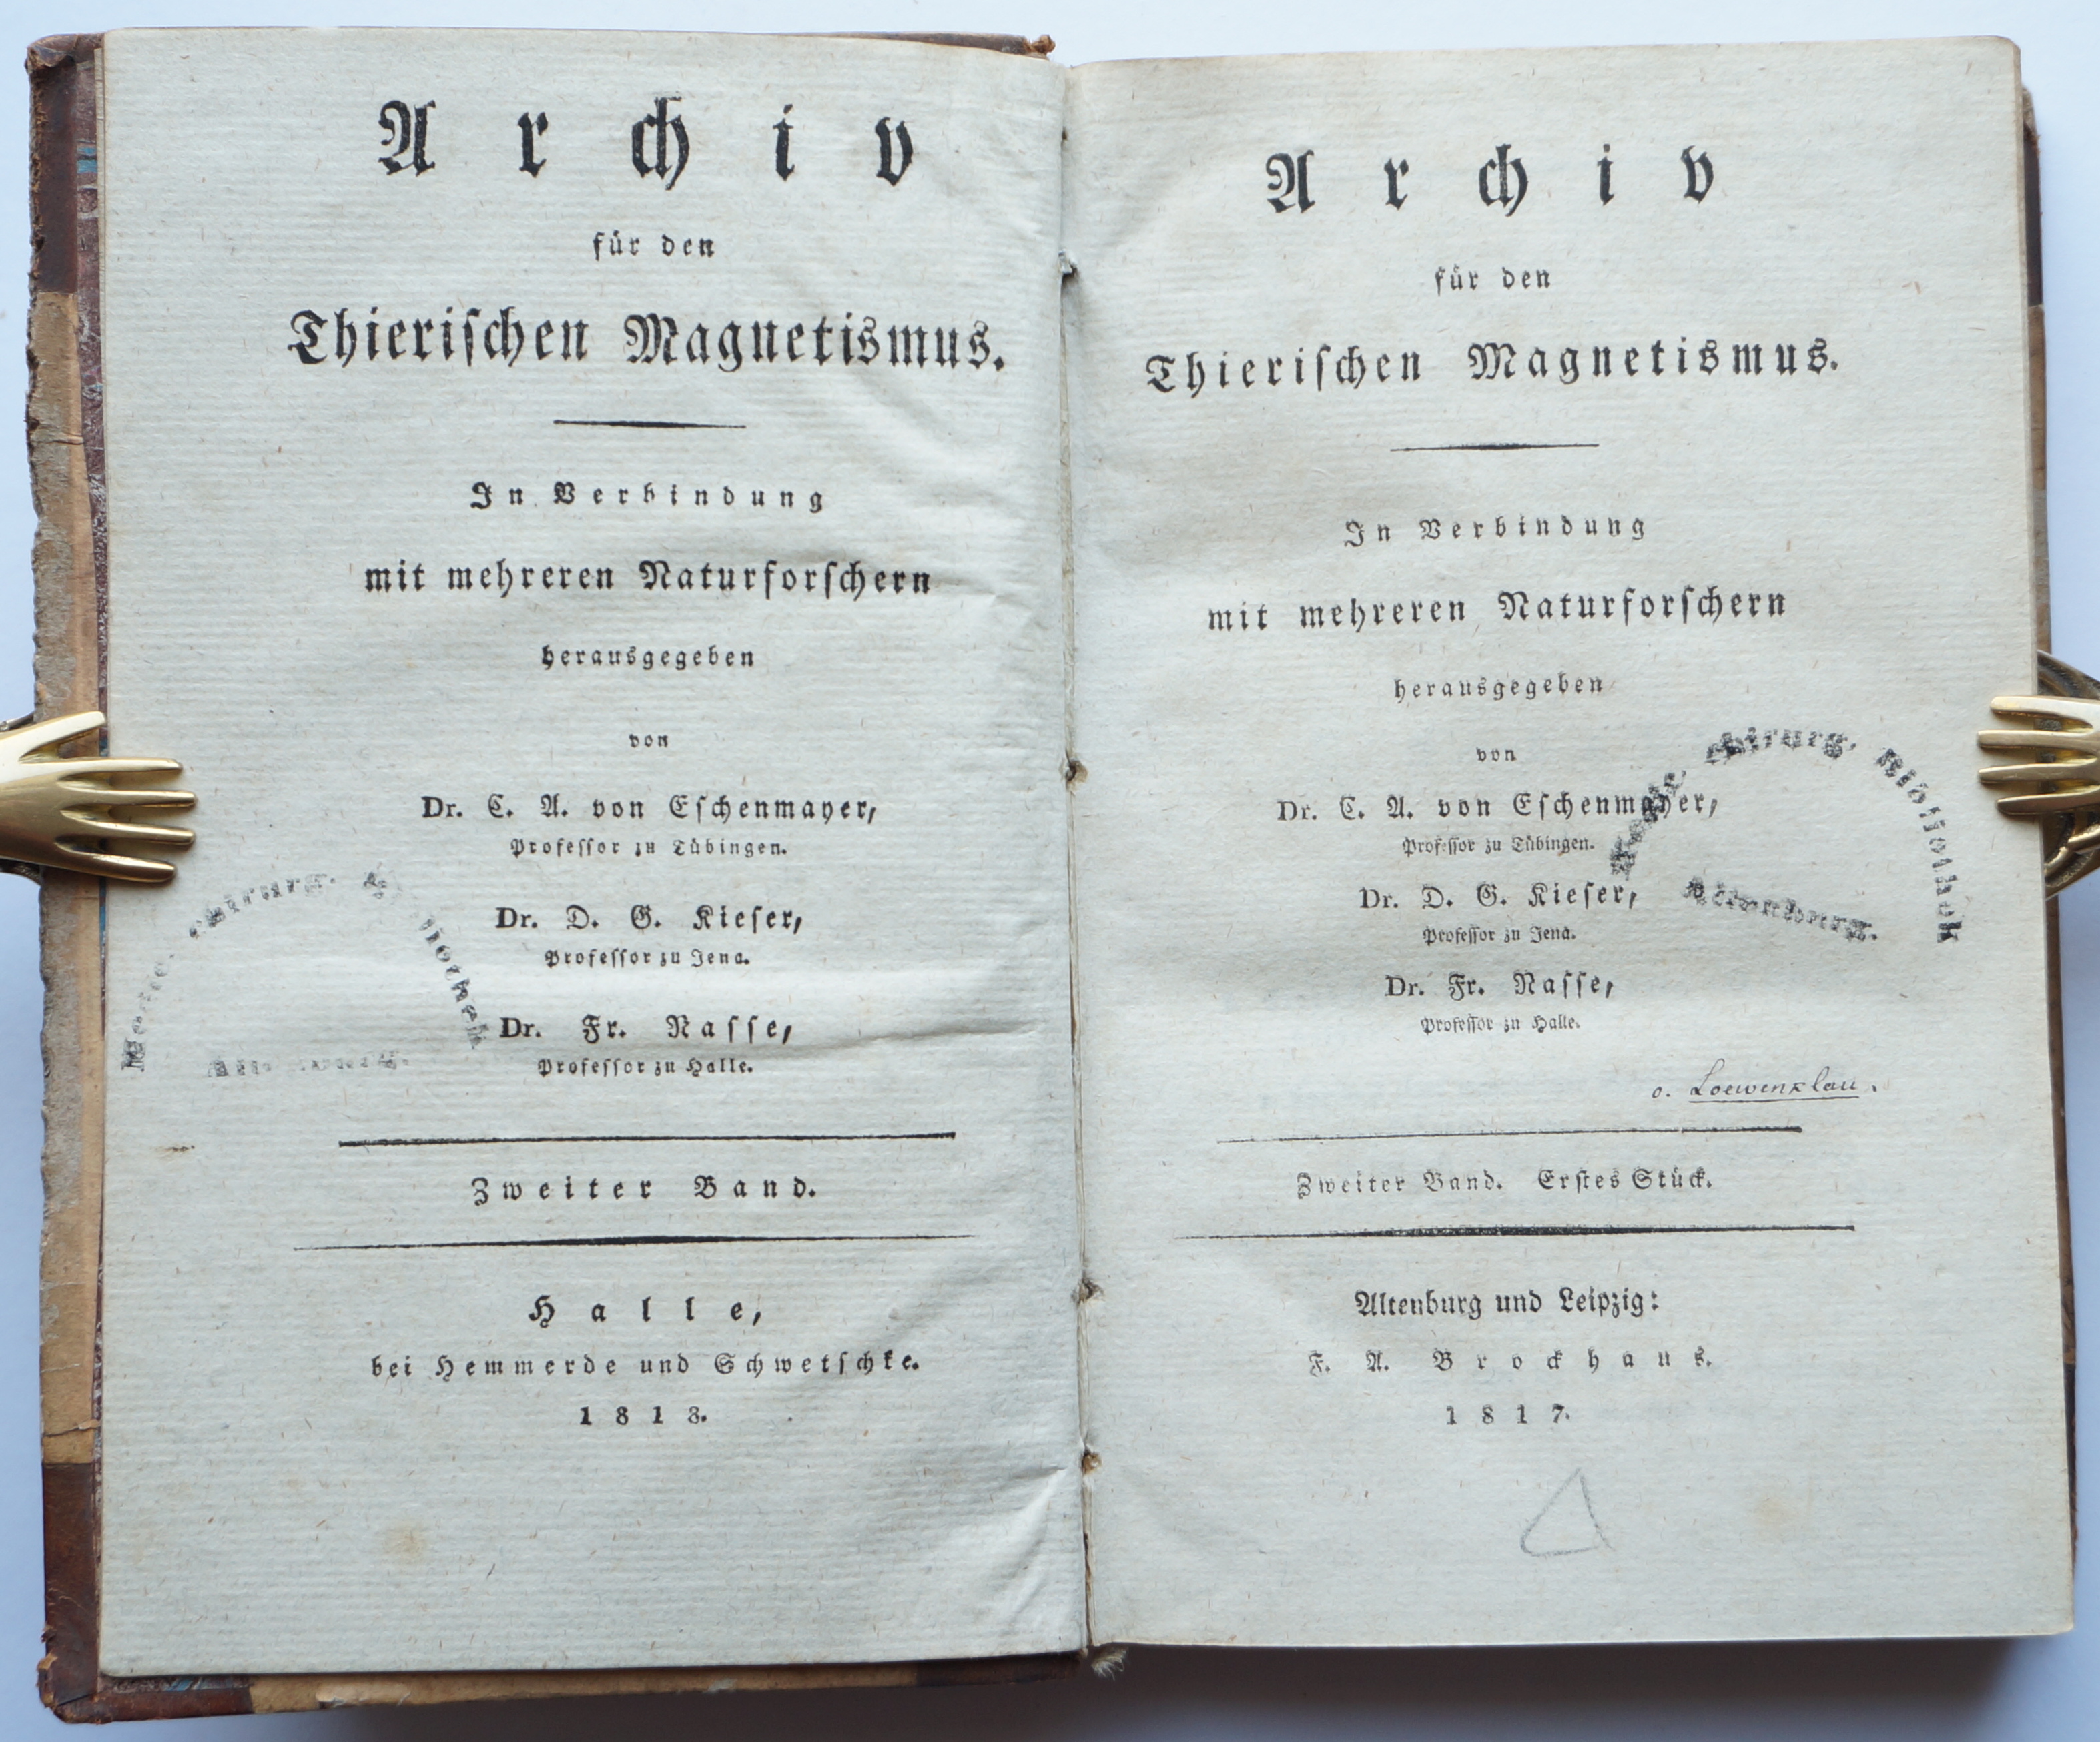 Archiv
für den
Thierischen Magnetismus.
In Verbindung
mit mehreren Naturforschern
herausgegeben
von
Dr. C. A. von Eschenmayer,
Professor zu Tübingen.
Dr. D. G. Kieser,
Professor zu Jena.
Dr. Fr. Nasse,
Professor zu Halle.
Zweiter Band.
Halle,
bei Hemmerde und Schwetschke.
1818.
Archiv
für den
Thierischen Magnetismus.
In Verbindung
mit mehreren Naturforschern
herausgegeben
von
Dr. C. A. von Eschenmayer,
Professor zu Tübingen.
Dr. D. G. Kieser,
Professor zu Jena.
Dr. Fr. Nasse,
Professor zu Halle.
chirurg. Bibliothek
Altenburg.
v. Loewenklau.
Zweiter Band. Erstes Stück.
Altenburg und Leipzig:
F. A. Brockhaus.
1817.